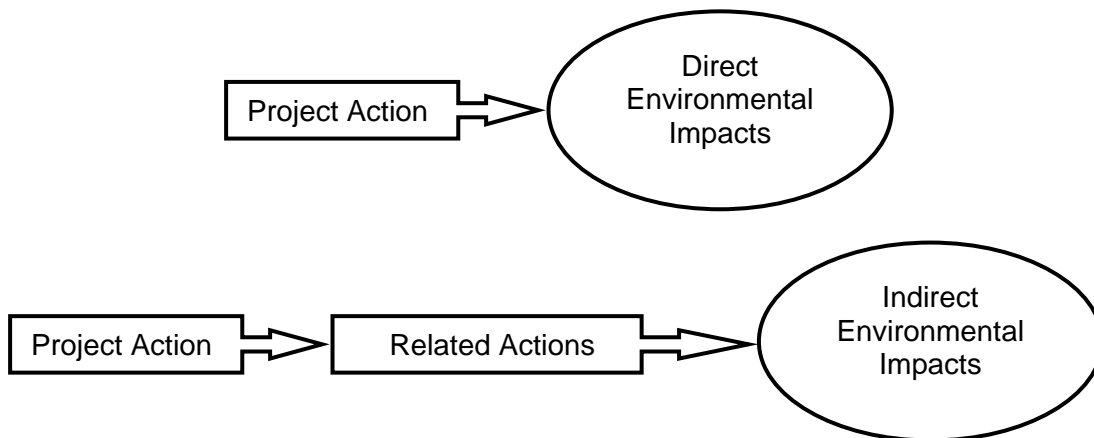 Project Action
Direct
Environmental
Impacts
Project Action
Related Actions
Indirect
Environmental
Impacts